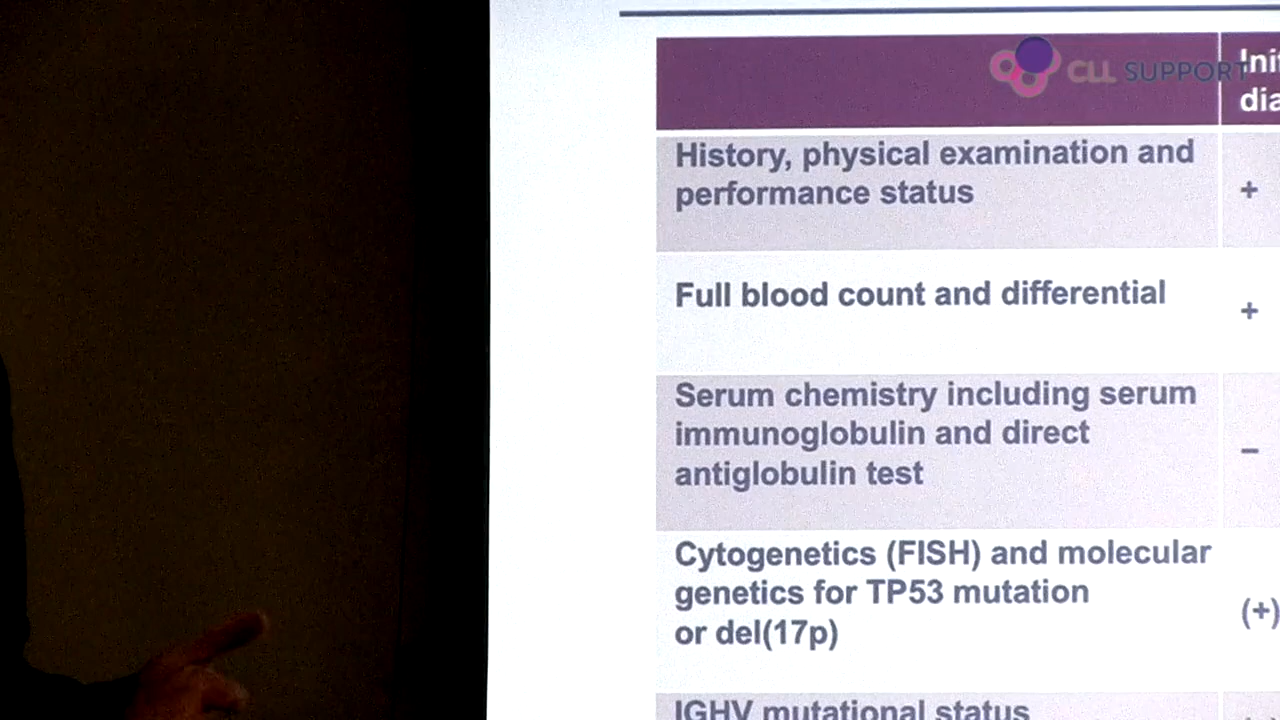 CLL SUPPORT
History, physical examination and
performance status
+
Full blood count and differential
+
Serum chemistry including serum
immunoglobulin and direct
antiglobulin test
−
Cytogenetics (FISH) and molecular
genetics for TP53 mutation
or del(17p)
(+)
IGHV mutational status